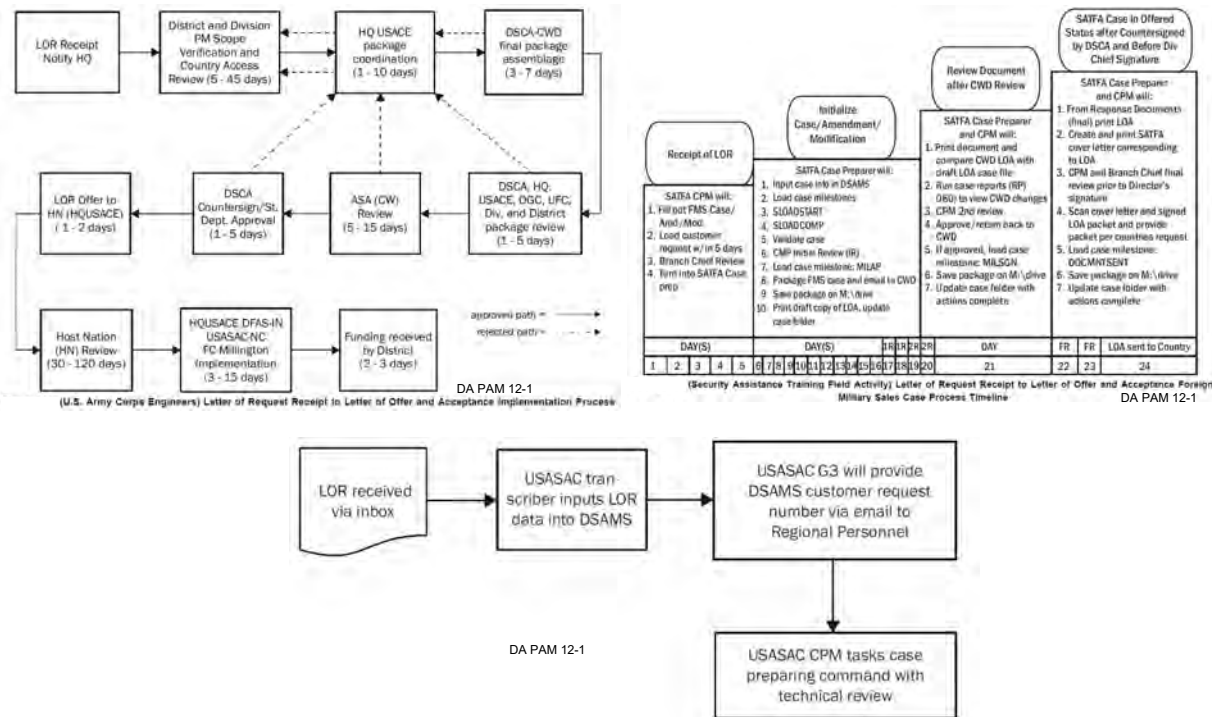 LOR Receipt
Notify HQ
District and Division
PM Scope
Verification and
Country Access
Review (5 - 45 days)
HQ USACE
package
coordination
(1 - 10 days)
DSCA-CWD
final package
assemblage
(3 - 7 days)
LOR Offer to
HN (HQUSACE)
( 1 - 2 days)
DSCA
Countersign/St.
Dept. Approval
(1 - 5 days)
ASA (CW)
Review
(5 - 15 days)
DSCA, HQ.
USACE, OGC, UFC,
Div, and District
package review
(1 - 5 days)
Host Nation
(HN) Review
(30 - 120 days)
HQUSACE DFAS-IN
USASAC-NC
FC Millington
Implementation
(3 - 15 days)
Funding received
by District
(2 - 3 days)
approved path =
rejected path =
DA PAM 12-1
(U.S. Army Corps Engineers) Letter of Request Receipt to Letter of Offer and Acceptance Implementation Process
Receipt of LOR
SATFA CPM will:
1. Fill out FMS Case/
Amd/Mod
2. Load customer
request w/in 5 days
3. Branch Chief Review
4. Turn into SATFA Case
prep
Initialize
Case/Amendment/
Modification
SATFA Case Preparer will:
1. Input case info in DSAMS
2. Load case milestones
3. SLOADSTART
4. SLOADCOMP
5. Validate case
6. CMP Initial Review (IR)
7. Load case milestone: MILAP
8. Package FMS case and email to CWD
9. Save package on M:\drive
10. Print draft copy of LOA, update
case folder
Review Document
after CWD Review
SATFA Case Preparer
and CPM will:
1. Print document and
compare CWD LOA with
draft LOA case file
2. Run case reports (RP)
060) to view CWD changes
3. CPM 2nd review
4. Approve/return back to
CWD
5. If approved, load case
milestone: MILSGN
6. Save package on M:\drive
7. Update case folder with
actions complete
SATFA Case in Offered
Status after Countersigned
by DSCA and Before Div
Chief Signature
SATFA Case Preparer
and CPM will:
1. From Response Documents
(final) print LOA
2. Create and print SATFA
cover letter corresponding
to LOA
3. CPM and Branch Chief final
review prior to Director's
signature
4. Scan cover letter and signed
LOA packet and provide
packet per countries request
5. Load case milestone:
DOCMNTSENT
6. Save package on M:\drive
7. Update case folder with
actions complete
DAY(S) DAY(S) 1R 1R 2R 2R DAY FR FR LOA sent to Country
1 2 3 4 5 6 7 8 9 10 11 12 13 14 15 16 17 18 19 20 21 22 23 24
(Security Assistance Training Field Activity) Letter of Request Receipt to Letter of Offer and Acceptance Foreign
Military Sales Case Process Timeline
DA PAM 12-1
LOR received
via inbox
USASAC tran
scriber inputs LOR
data into DSAMS
USASAC G3 will provide
DSAMS customer request
number via email to
Regional Personnel
USASAC CPM tasks case
preparing command with
technical review
DA PAM 12-1